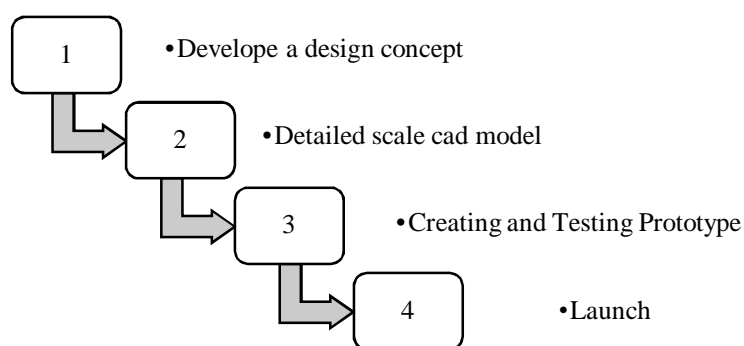 1
•Develope a design concept
2
•Detailed scale cad model
3
•Creating and Testing Prototype
4
•Launch